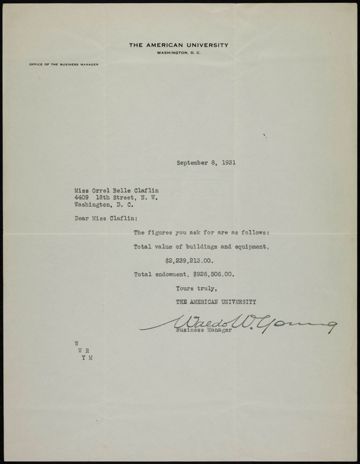 THE AMERICAN UNIVERSITY
WASHINGTON, D. C.
OFFICE OF THE BUSINESS MANAGER
September 8, 1931
Miss Orrel Belle Claflin
4409 18th Street, N. W.
Washington, D. C.
Dear Miss Claflin:
The figures you ask for are as follows:
Total value of buildings and equipment,
$2,239,213.00.
Total endowment, $926,506.00.
Yours truly,
THE AMERICAN UNIVERSITY
Waldo W. Young
Business Manager
W
W R
Y M